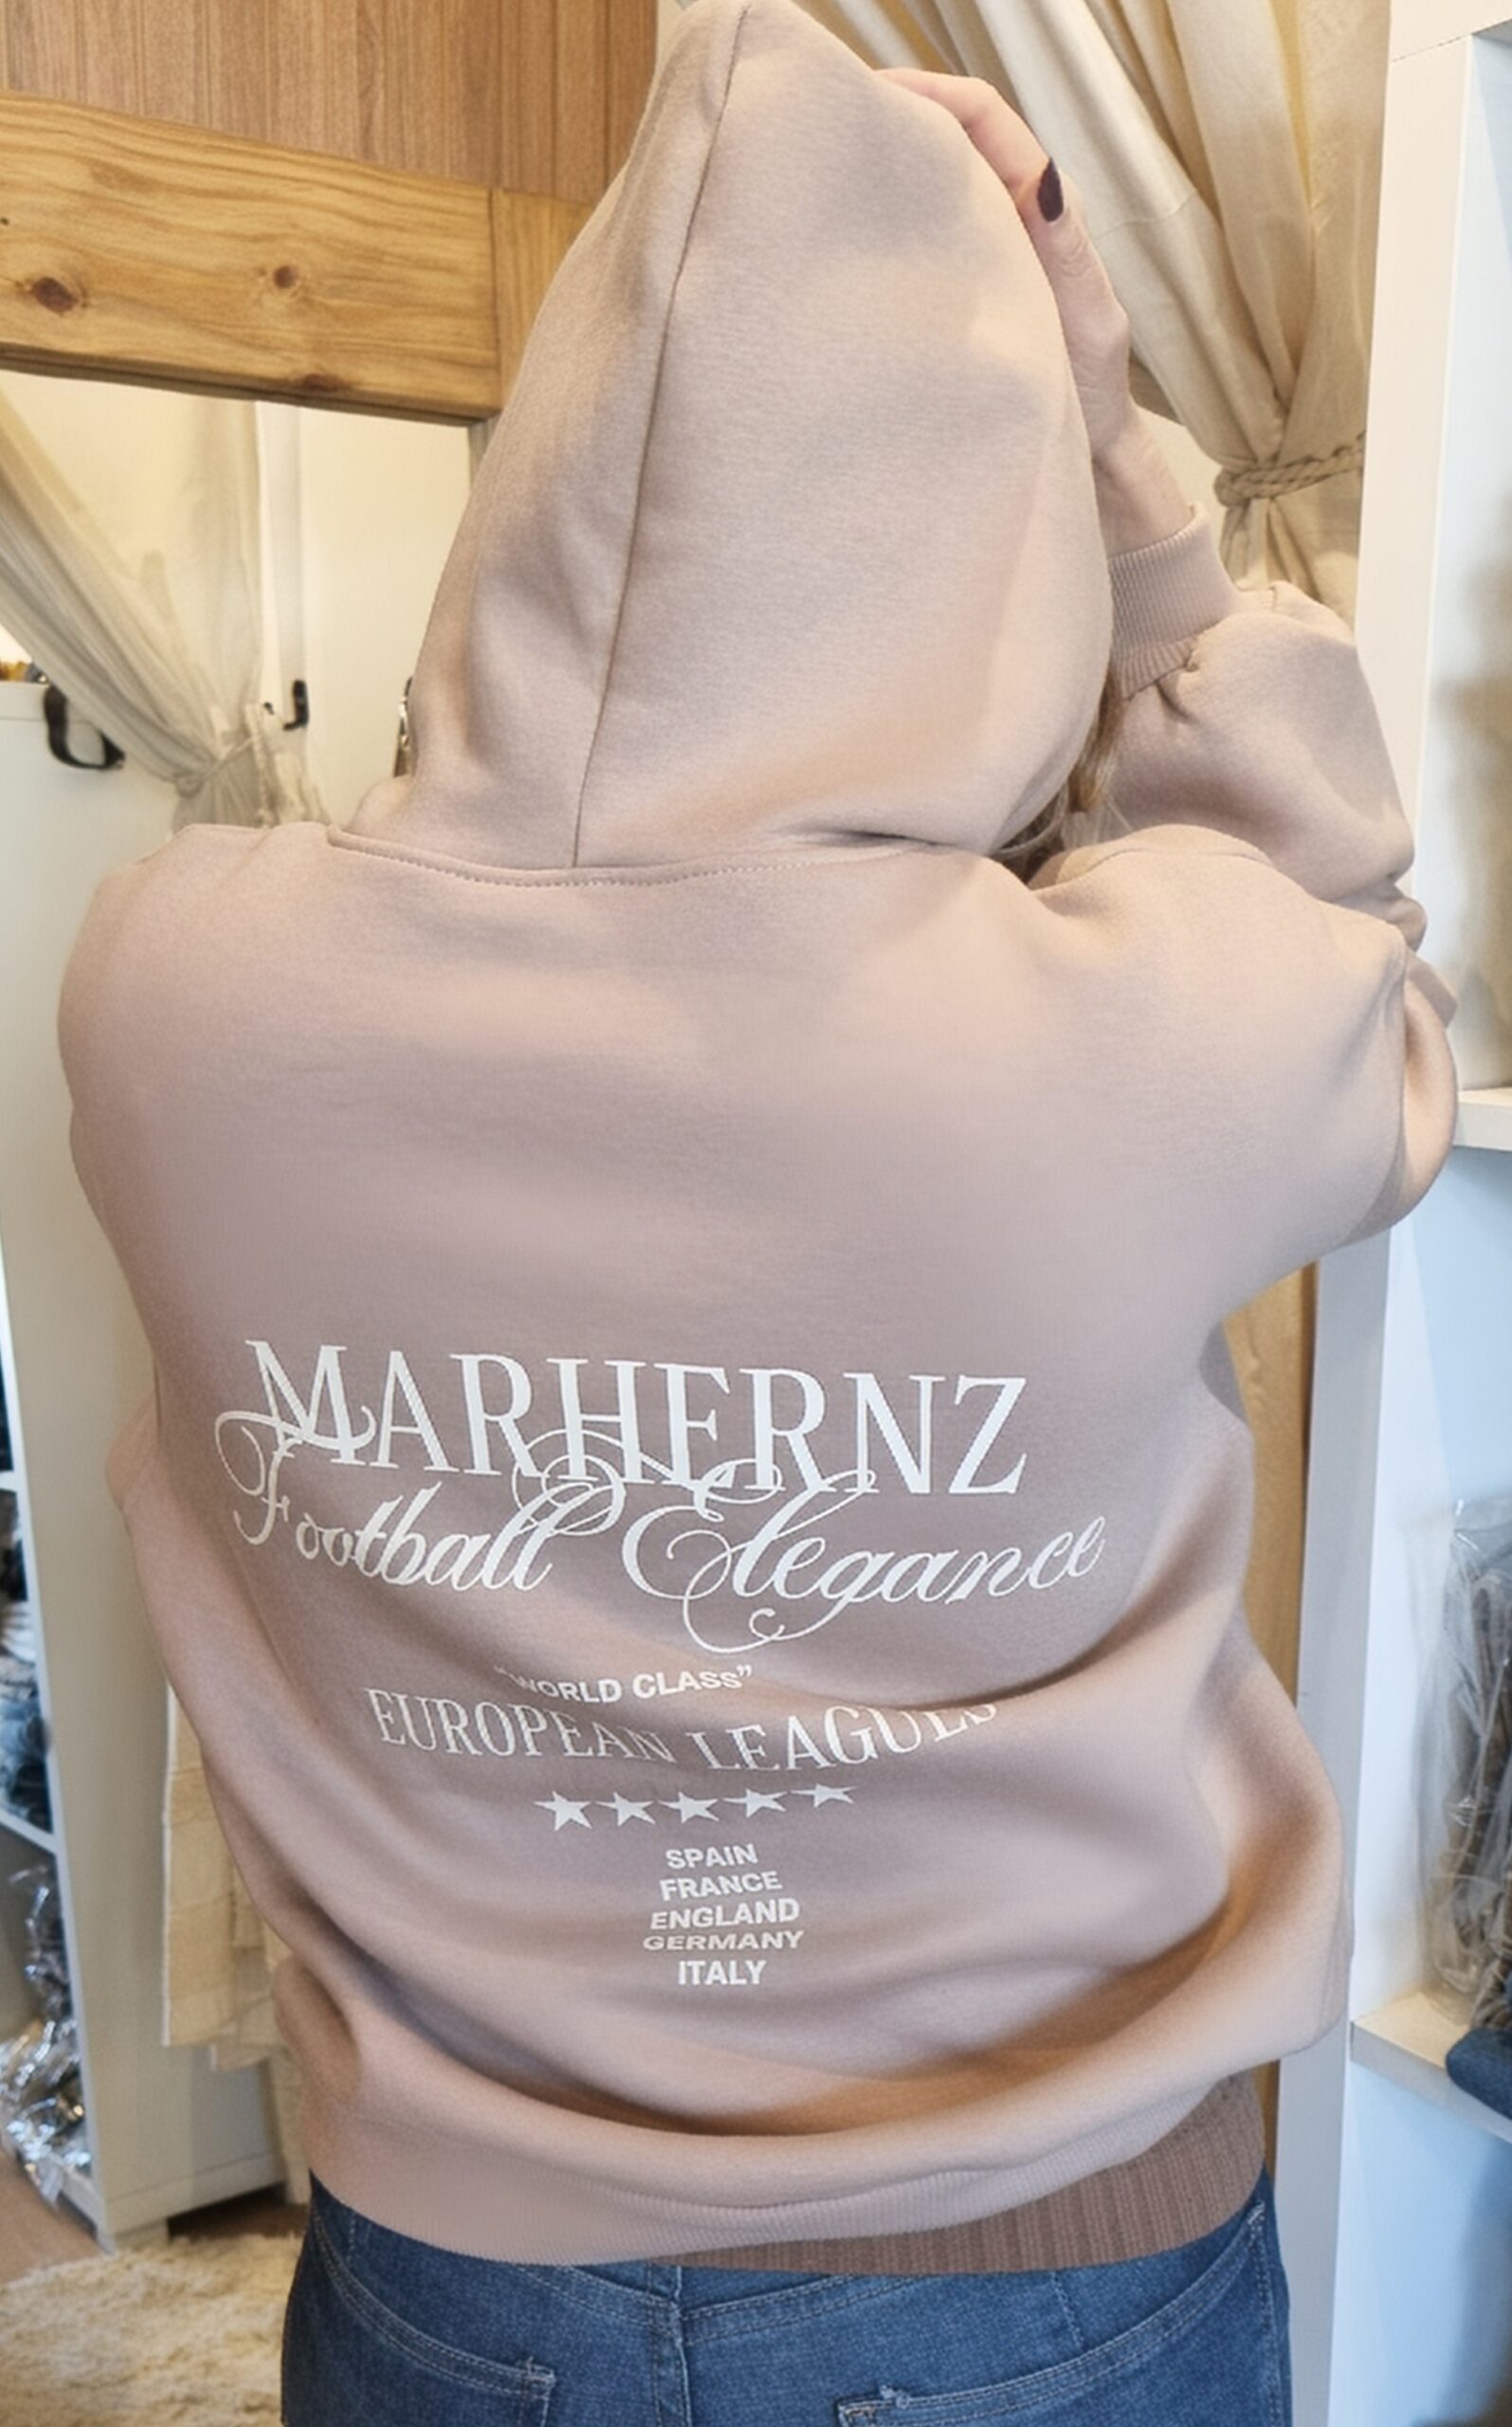 MARHERNZ
Football Elegance
"WORLD CLASS"
EUROPEAN LEAGUES
SPAIN
FRANCE
ENGLAND
GERMANY
ITALY